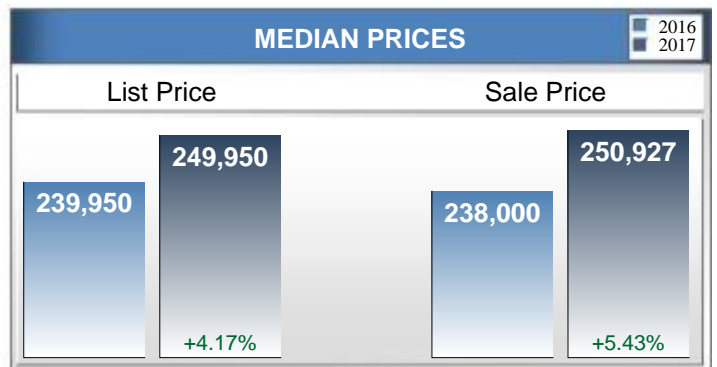 MEDIAN PRICES
2016
2017
List Price
Sale Price
239,950
249,950
238,000
250,927
+4.17%
+5.43%